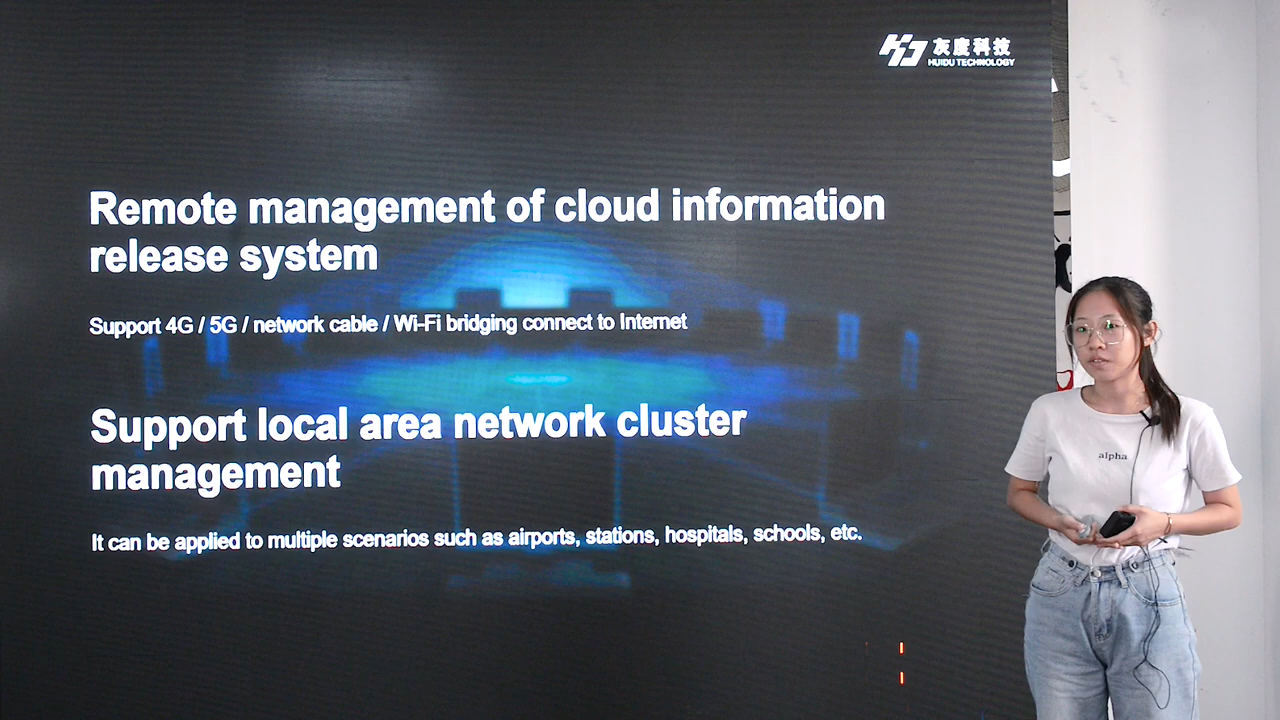 灰度科技
HUIDU TECHNOLOGY
Remote management of cloud information
release system
Support 4G / 5G / network cable / Wi-Fi bridging connect to Internet
Support local area network cluster
management
It can be applied to multiple scenarios such as airports, stations, hospitals, schools, etc.
alpha